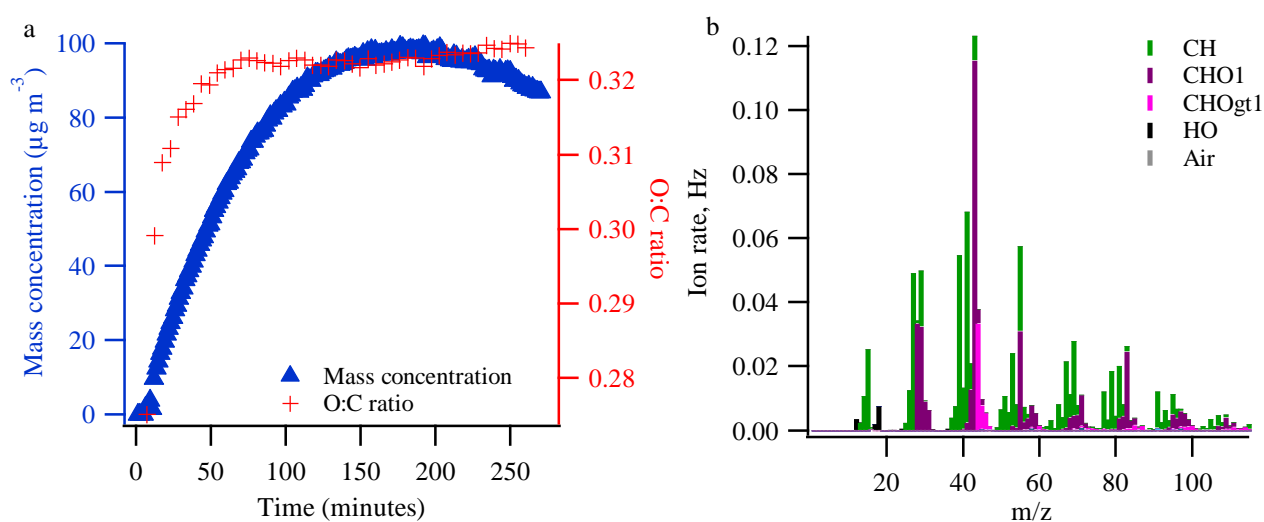 a
Mass concentration (µg m⁻³)
100
80
60
40
20
0
0
50
100
150
200
250
Time (minutes)
0.32
0.31
0.30
0.29
0.28
O:C ratio
Mass concentration
O:C ratio
b
Ion rate, Hz
0.12
0.10
0.08
0.06
0.04
0.02
0.00
20
40
60
80
100
m/z
CH
CHO1
CHOgt1
HO
Air